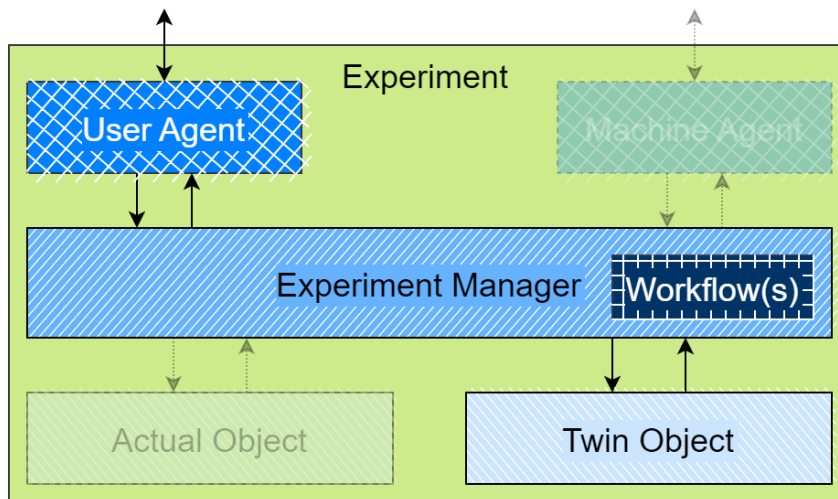 Experiment
User Agent
Machine Agent
Experiment Manager
Workflow(s)
Actual Object
Twin Object